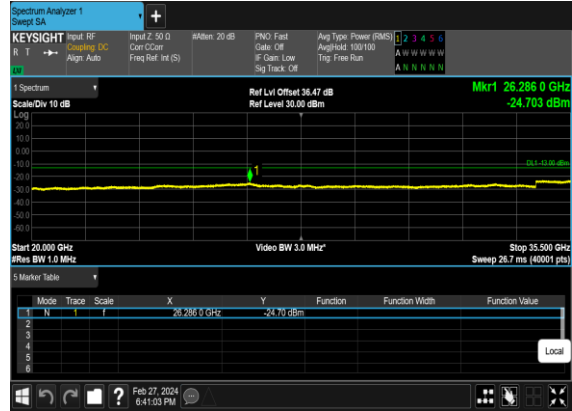 Spectrum Analyzer 1
Swept SA
+
KEYSIGHT Input: RF Input Z: 50 Ω #Atten: 20 dB PNO: Fast Avg Type: Power (RMS) 1 2 3 4 5 6
R T Coupling: DC Corr CCorr Gate: Off Avg|Hold: 100/100 A W W W W W
Align: Auto Freq Ref: Int (S) IF Gain: Low Trig: Free Run
Sig Track: Off A N N N N N
1 Spectrum Ref Lvl Offset 36.47 dB Mkr1 26.286 0 GHz
Scale/Div 10 dB Ref Level 30.00 dBm -24.703 dBm
Log
20.0
10.0
0.00
-10.0
1
DL1 -13.00 dBm
-20.0
-30.0
-40.0
-50.0
-60.0
Start 20.000 GHz Video BW 3.0 MHz* Stop 35.500 GHz
#Res BW 1.0 MHz Sweep 26.7 ms (40001 pts)
5 Marker Table
Mode Trace Scale X Y Function Function Width Function Value
1 N 1 f 26.286 0 GHz -24.70 dBm
2
3
4
5
6
Local
? Feb 27, 2024
6:41:03 PM